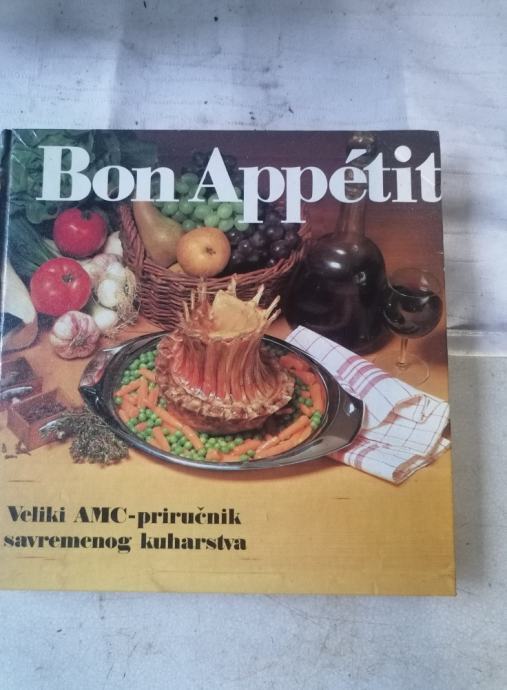 Bon Appétit
Veliki AMC-priručnik
savremenog kuharstva